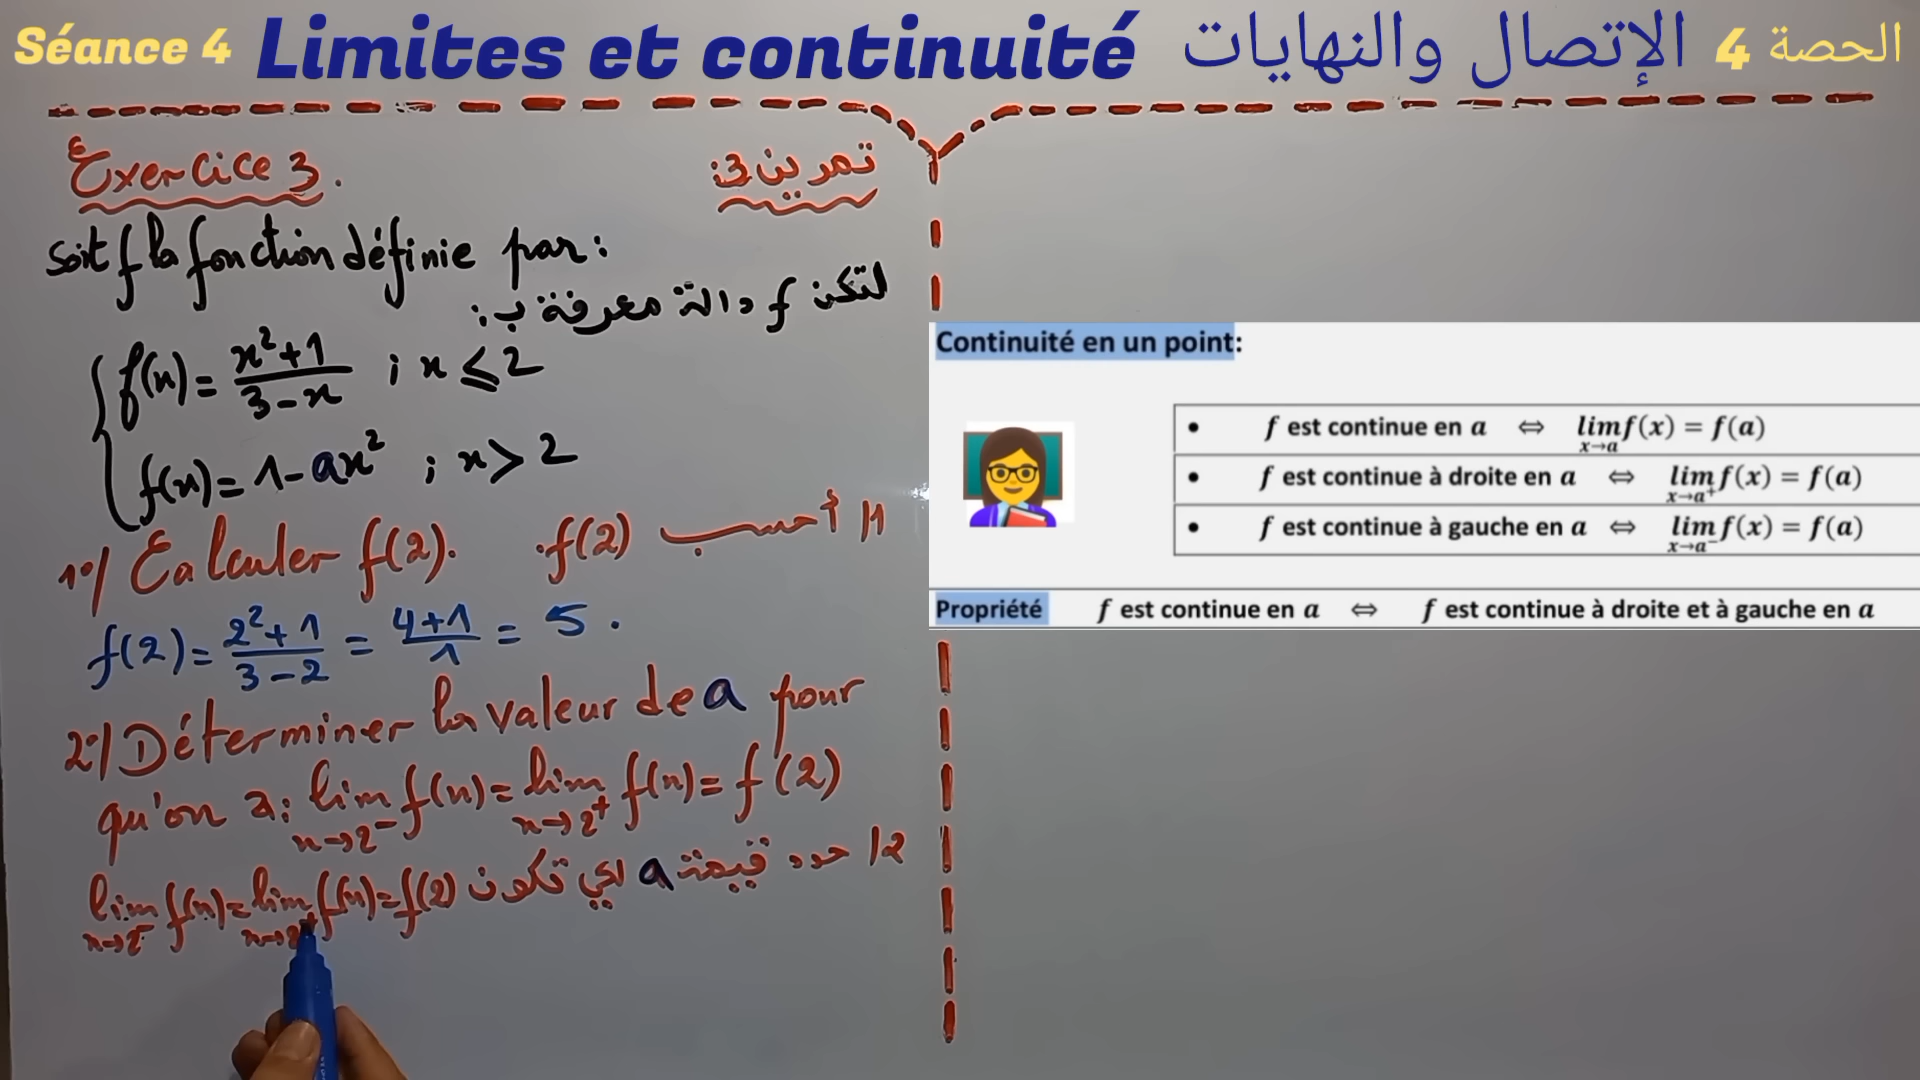 Séance 4 Limites et continuité الإتصال والنهايات الحصة 4
Exercice 3. تمرين 3:
soit f la fonction définie par:
لتكن f دالة معرفة ب:
f(x) = x²+1 / 3-x ; x ≤ 2
f(x) = 1-ax² ; x > 2
1°/ Calculer f(2). 1/ أحسب f(2).
f(2) = 2²+1 / 3-2 = 4+1 / 1 = 5.
2°/ Déterminer la valeur de a pour
qu'on a: lim x→2⁻ f(x) = lim x→2⁺ f(x) = f(2)
2/ حدد قيمة a لكي تكون lim x→2⁻ f(x) = lim x→2⁺ f(x) = f(2)
Continuité en un point:
• f est continue en a ⇔ lim x→a f(x) = f(a)
• f est continue à droite en a ⇔ lim x→a⁺ f(x) = f(a)
• f est continue à gauche en a ⇔ lim x→a⁻ f(x) = f(a)
Propriété f est continue en a ⇔ f est continue à droite et à gauche en a